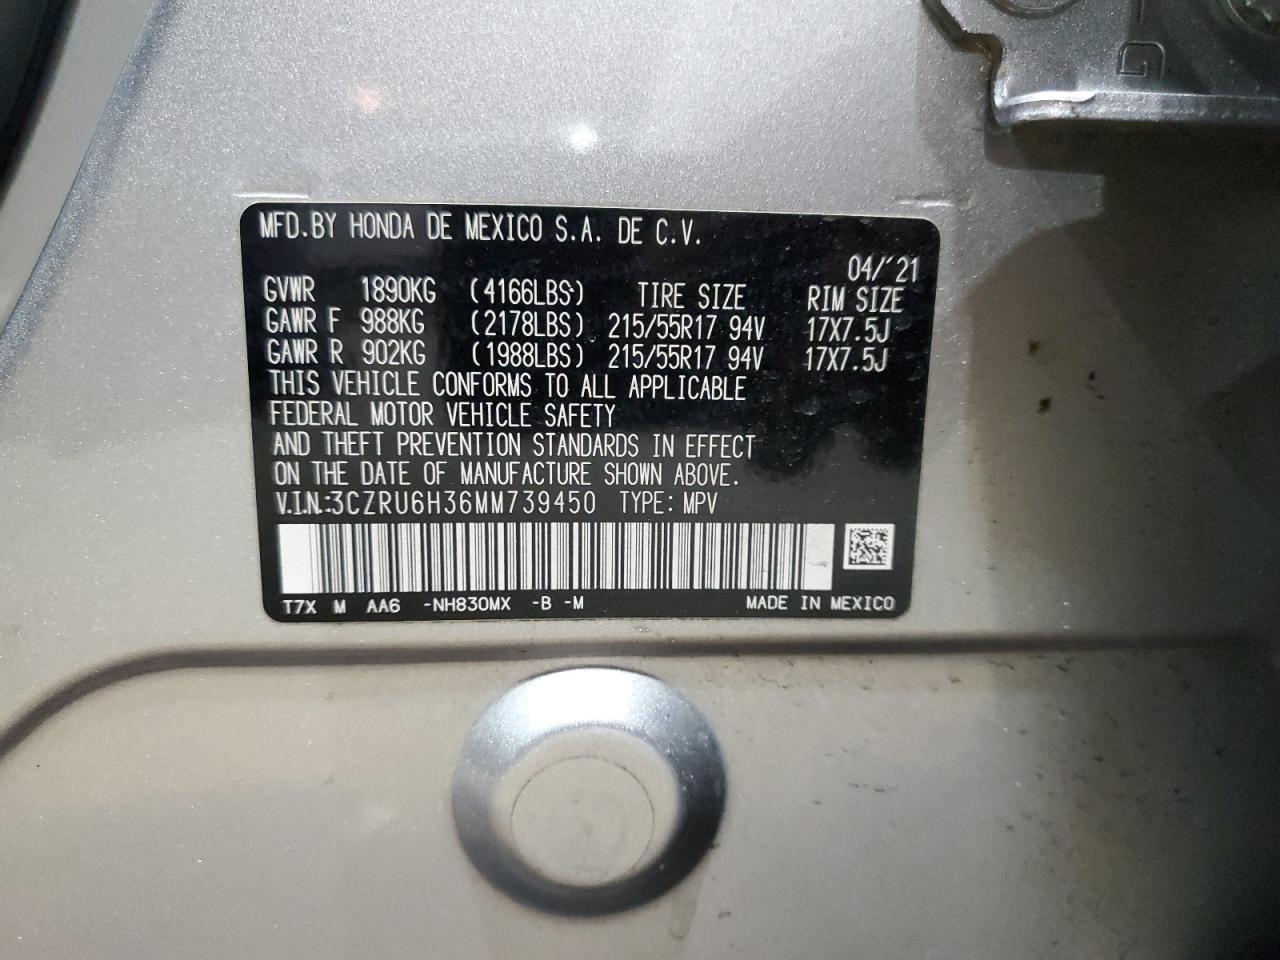 MFD.BY HONDA DE MEXICO S.A. DE C.V.
04/'21
GVWR 1890KG (4166LBS) TIRE SIZE RIM SIZE
GAWR F 988KG (2178LBS) 215/55R17 94V 17X7.5J
GAWR R 902KG (1988LBS) 215/55R17 94V 17X7.5J
THIS VEHICLE CONFORMS TO ALL APPLICABLE
FEDERAL MOTOR VEHICLE SAFETY
AND THEFT PREVENTION STANDARDS IN EFFECT
ON THE DATE OF MANUFACTURE SHOWN ABOVE.
V.I.N.:3CZRU6H36MM739450 TYPE: MPV
T7X M AA6 -NH830MX -B -M MADE IN MEXICO